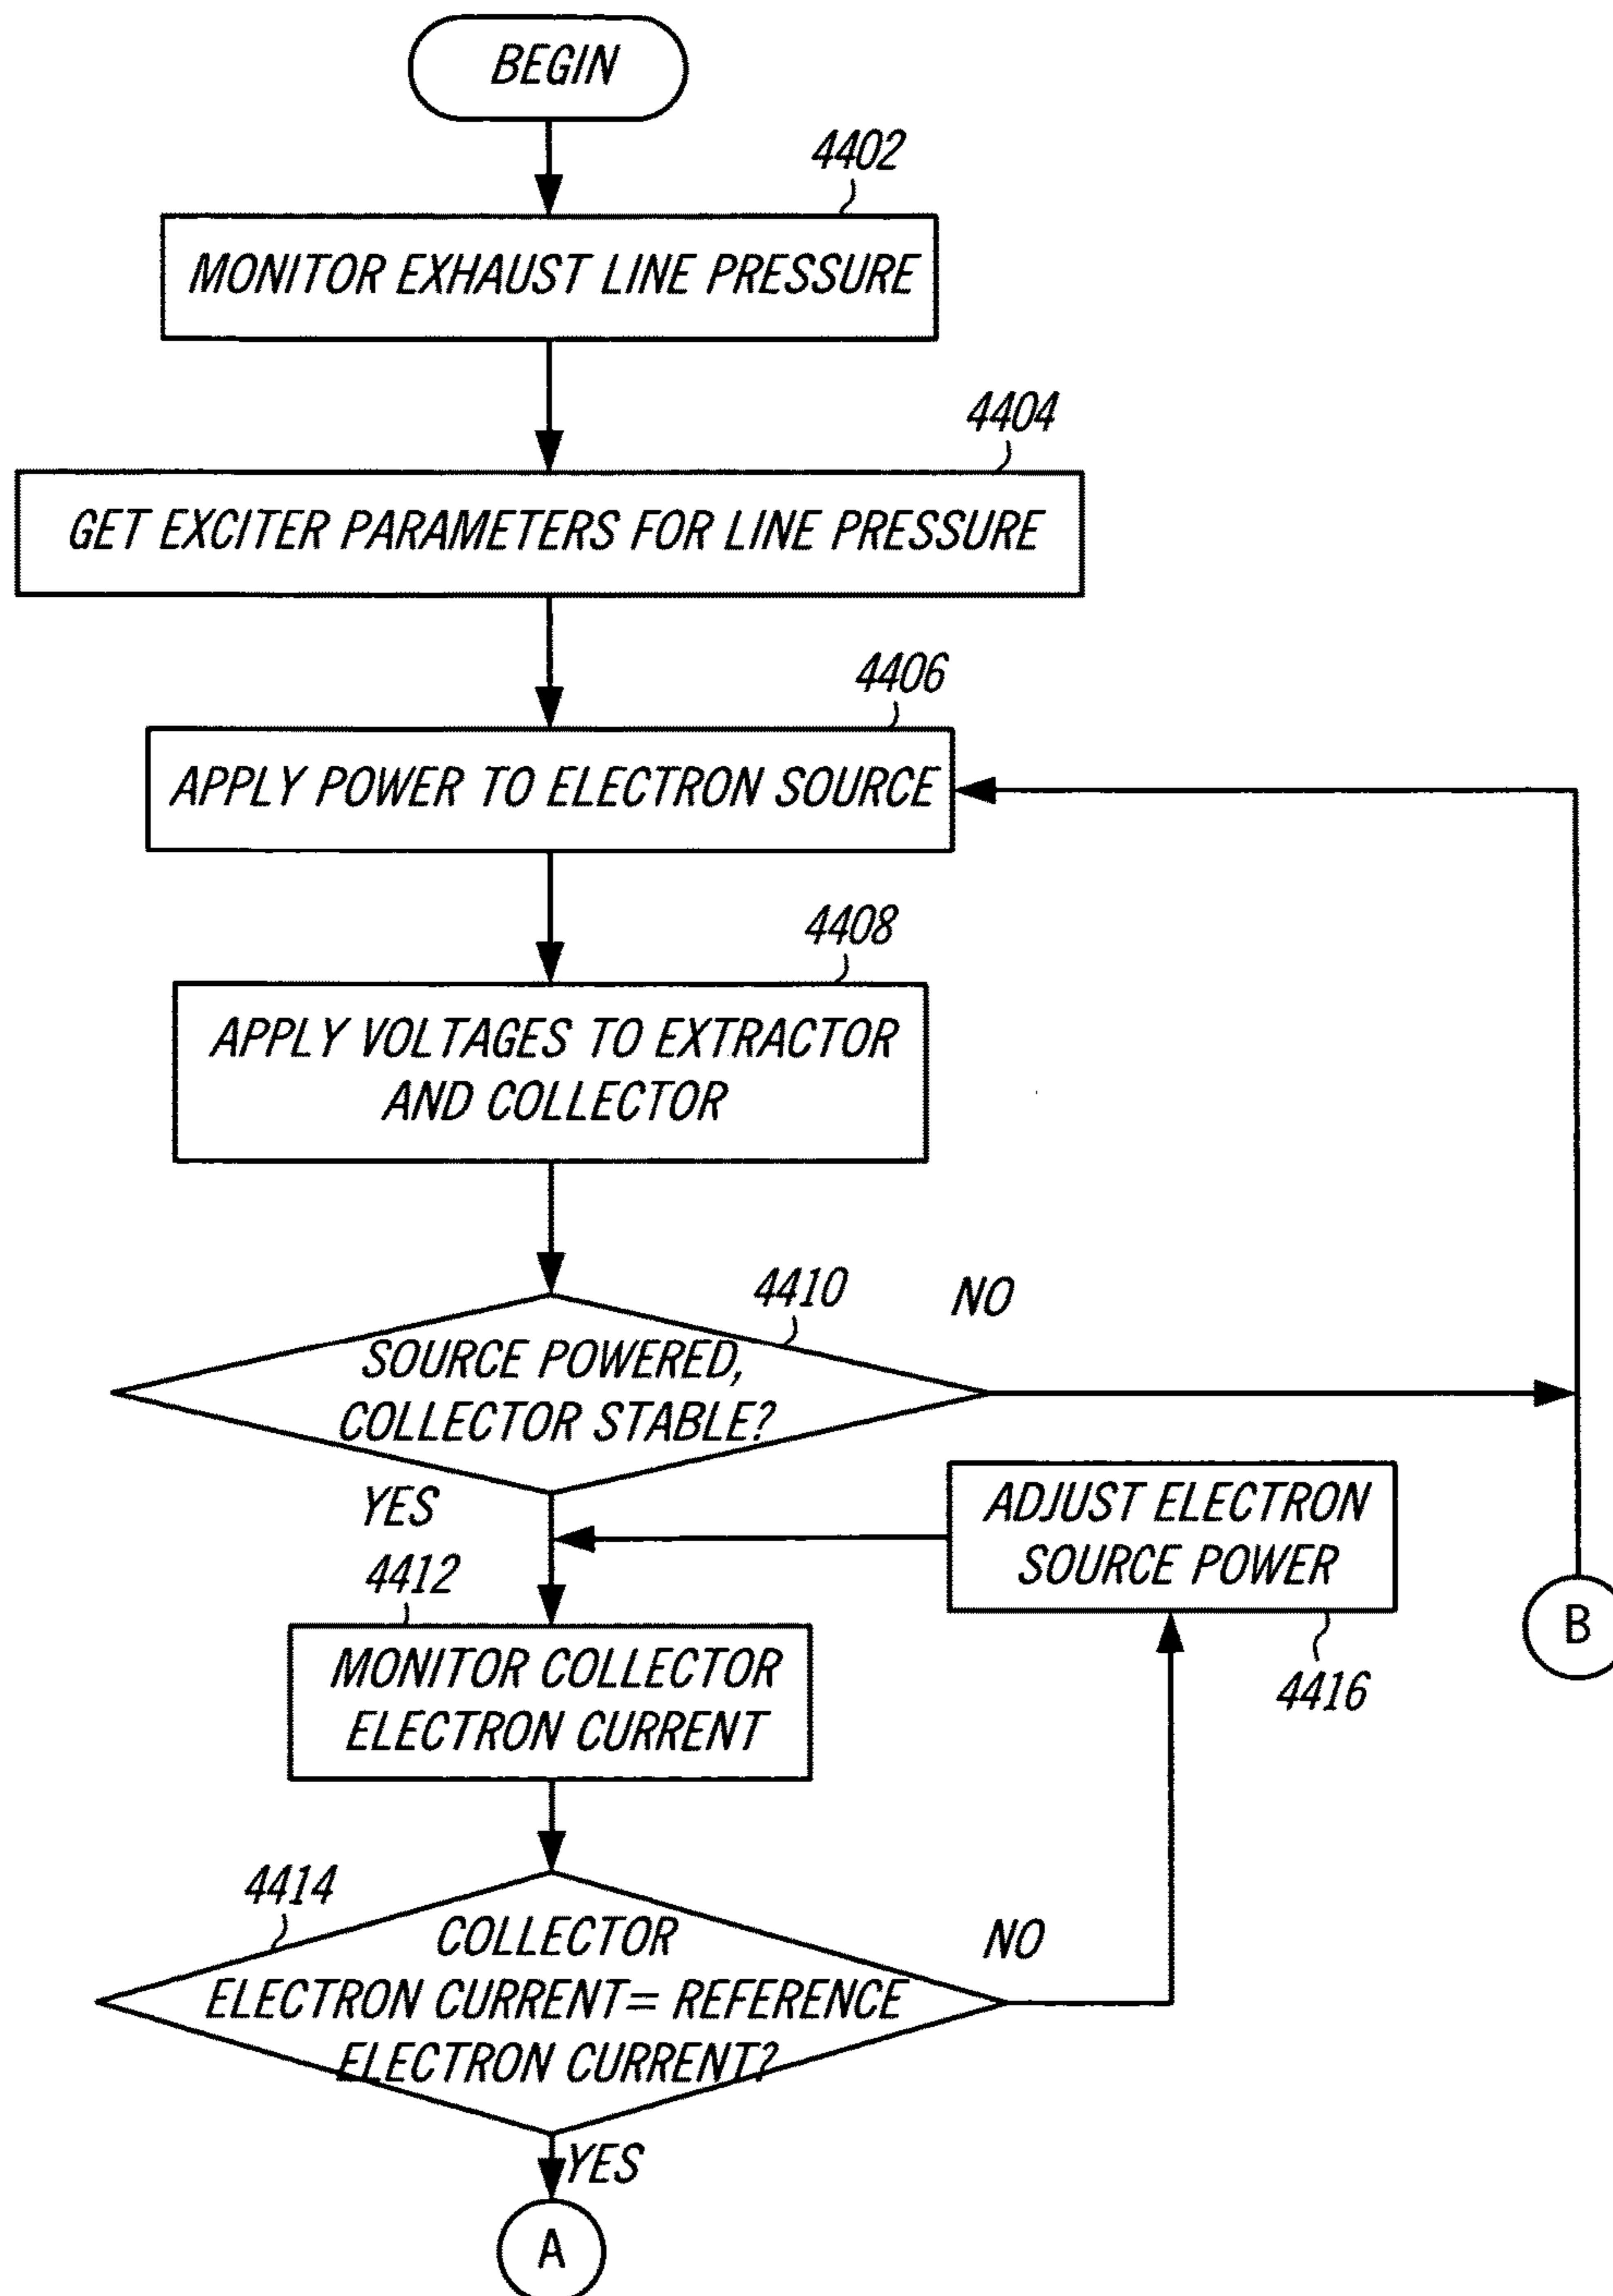 BEGIN
4402
MONITOR EXHAUST LINE PRESSURE
4404
GET EXCITER PARAMETERS FOR LINE PRESSURE
4406
APPLY POWER TO ELECTRON SOURCE
4408
APPLY VOLTAGES TO EXTRACTOR
AND COLLECTOR
4410
NO
SOURCE POWERED,
COLLECTOR STABLE?
YES
ADJUST ELECTRON
SOURCE POWER
4416
B
4412
MONITOR COLLECTOR
ELECTRON CURRENT
4414
COLLECTOR
ELECTRON CURRENT= REFERENCE
ELECTRON CURRENT?
NO
YES
A